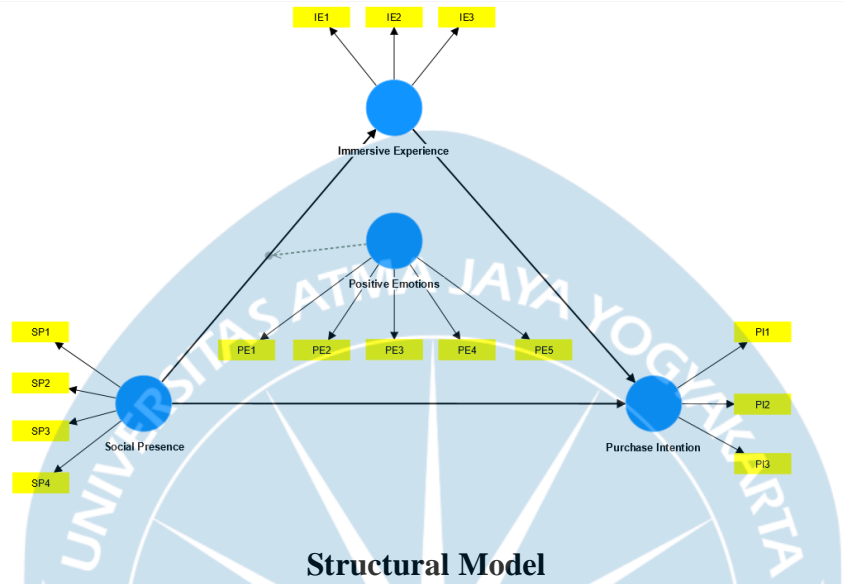 IE1 IE2 IE3
Immersive Experience
Positive Emotions
PE1 PE2 PE3 PE4 PE5
SP1
SP2
SP3
SP4
Social Presence
PI1
PI2
PI3
Purchase Intention
UNIVERSITAS ATMA JAYA YOGYAKARTA
Structural Model